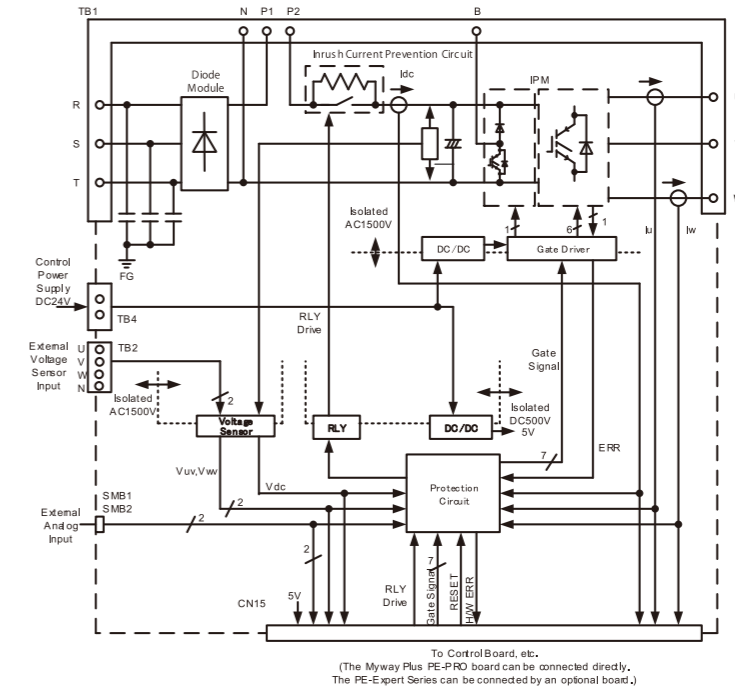 TB1
N P1 P2 B
Inrush Current Prevention Circuit
Diode
Module
Idc
IPM
R
S
T
FG
Isolated
AC1500V
DC/DC
1
6
1
Gate Driver
Iu
Iw
Control
Power
Supply
DC24V
TB4
RLY
Drive
External
Voltage
Sensor
Input
U
V
W
N
TB2
Isolated
AC1500V
2
Gate
Signal
Isolated
DC500V
Voltage
Sensor
RLY
DC/DC
5V
ERR
7
Vuv,Vwv
Vdc
Protection
Circuit
2
External
Analog
Input
SMB1
SMB2
2
2
7
CN15
5V
RLY
Drive
Gate Signal
RESET
H/W ERR
To Control Board, etc.
(The Myway Plus PE-PRO board can be connected directly.
The PE-Expert Series can be connected by an optional board.)